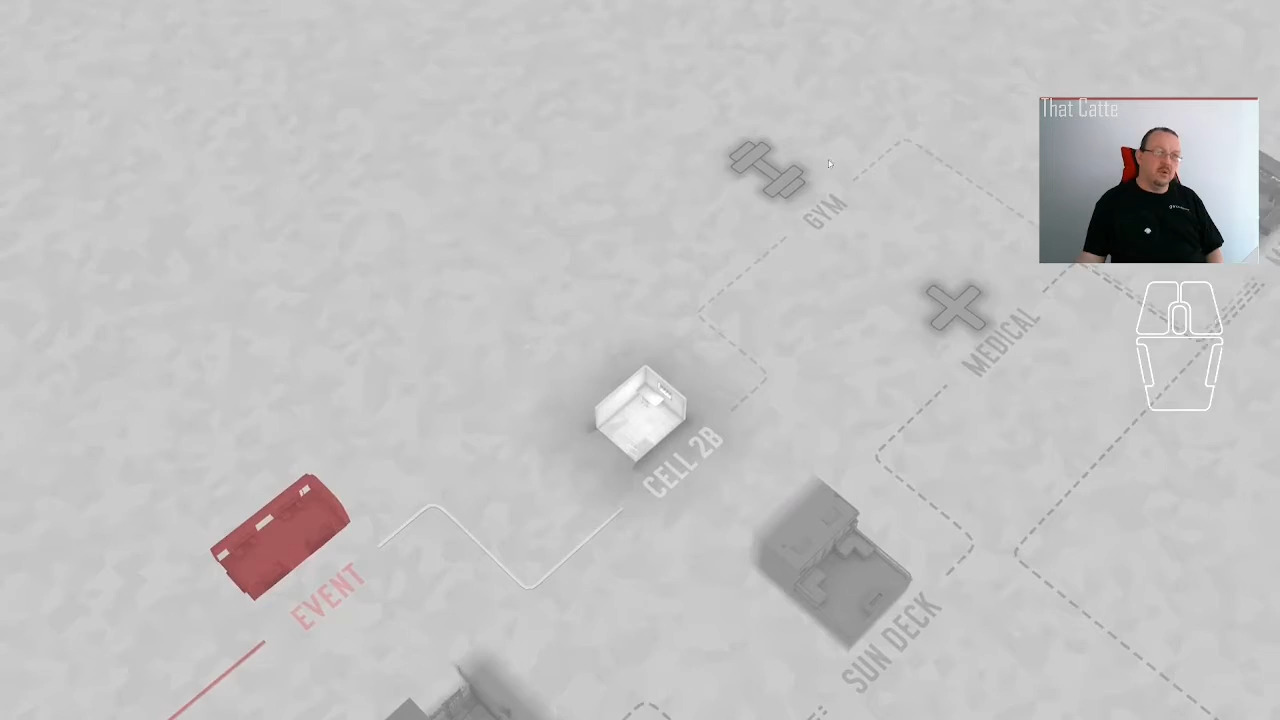 That Catte
GYM
MEDICAL
CELL 2B
EVENT
SUN DECK